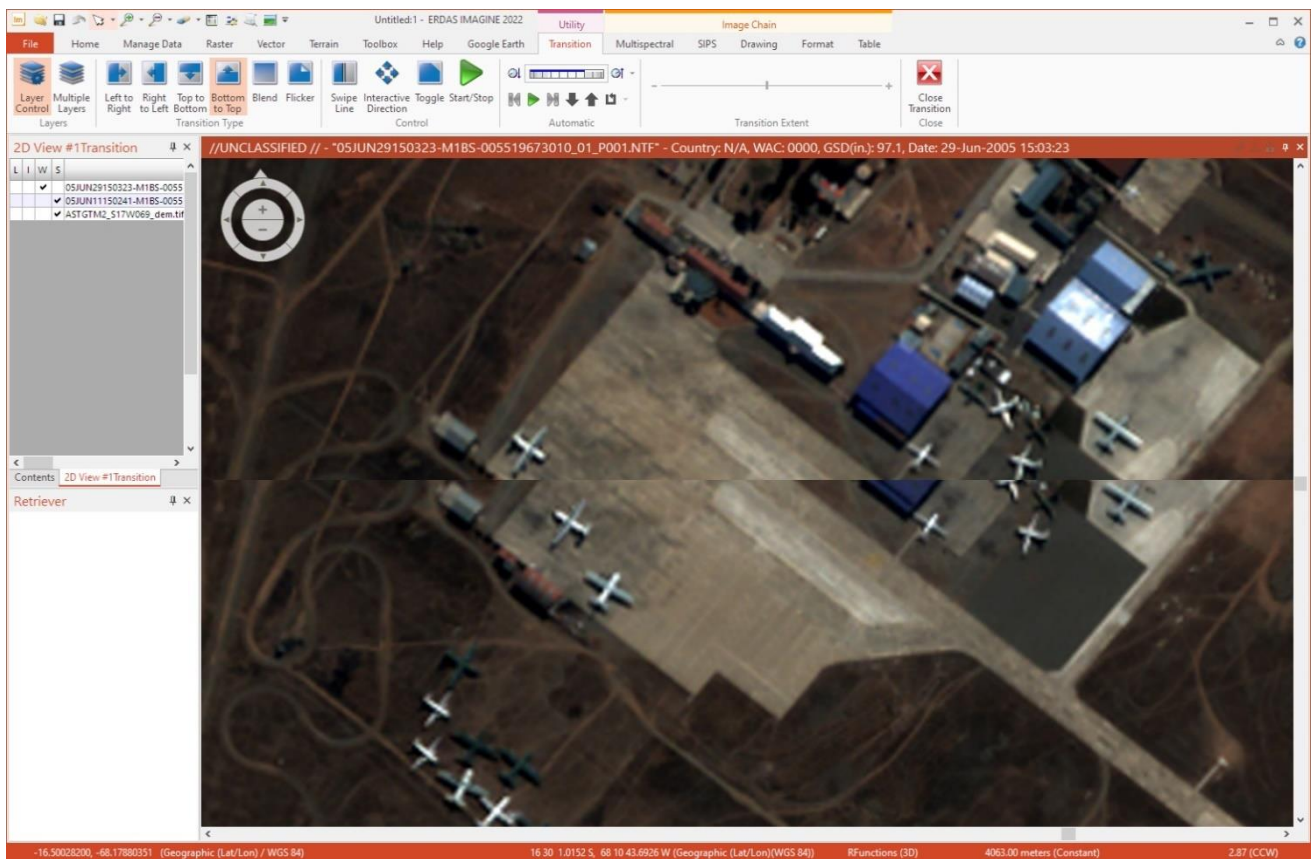 Untitled:1 - ERDAS IMAGINE 2022
Utility
Image Chain
File Home Manage Data Raster Vector Terrain Toolbox Help Google Earth Transition Multispectral SIPS Drawing Format Table
Layer Control
Multiple Layers
Left to Right
Right to Left
Top to Bottom
Bottom to Top
Blend
Flicker
Swipe Line
Interactive Direction
Toggle
Start/Stop
Close Transition
Layers
Transition Type
Control
Automatic
Transition Extent
Close
2D View #1Transition
//UNCLASSIFIED // - "05JUN29150323-M1BS-005519673010_01_P001.NTF" - Country: N/A, WAC: 0000, GSD(in.): 97.1, Date: 29-Jun-2005 15:03:23
L I W S
05JUN29150323-M1BS-0055
05JUN11150241-M1BS-0055
ASTGTM2_S17W069_dem.tif
Contents 2D View #1Transition
Retriever
-16.50028200, -68.17880351 (Geographic (Lat/Lon) / WGS 84)
16 30 1.0152 S, 68 10 43.6926 W (Geographic (Lat/Lon)(WGS 84))
RFunctions (3D)
4063.00 meters (Constant)
2.87 (CCW)